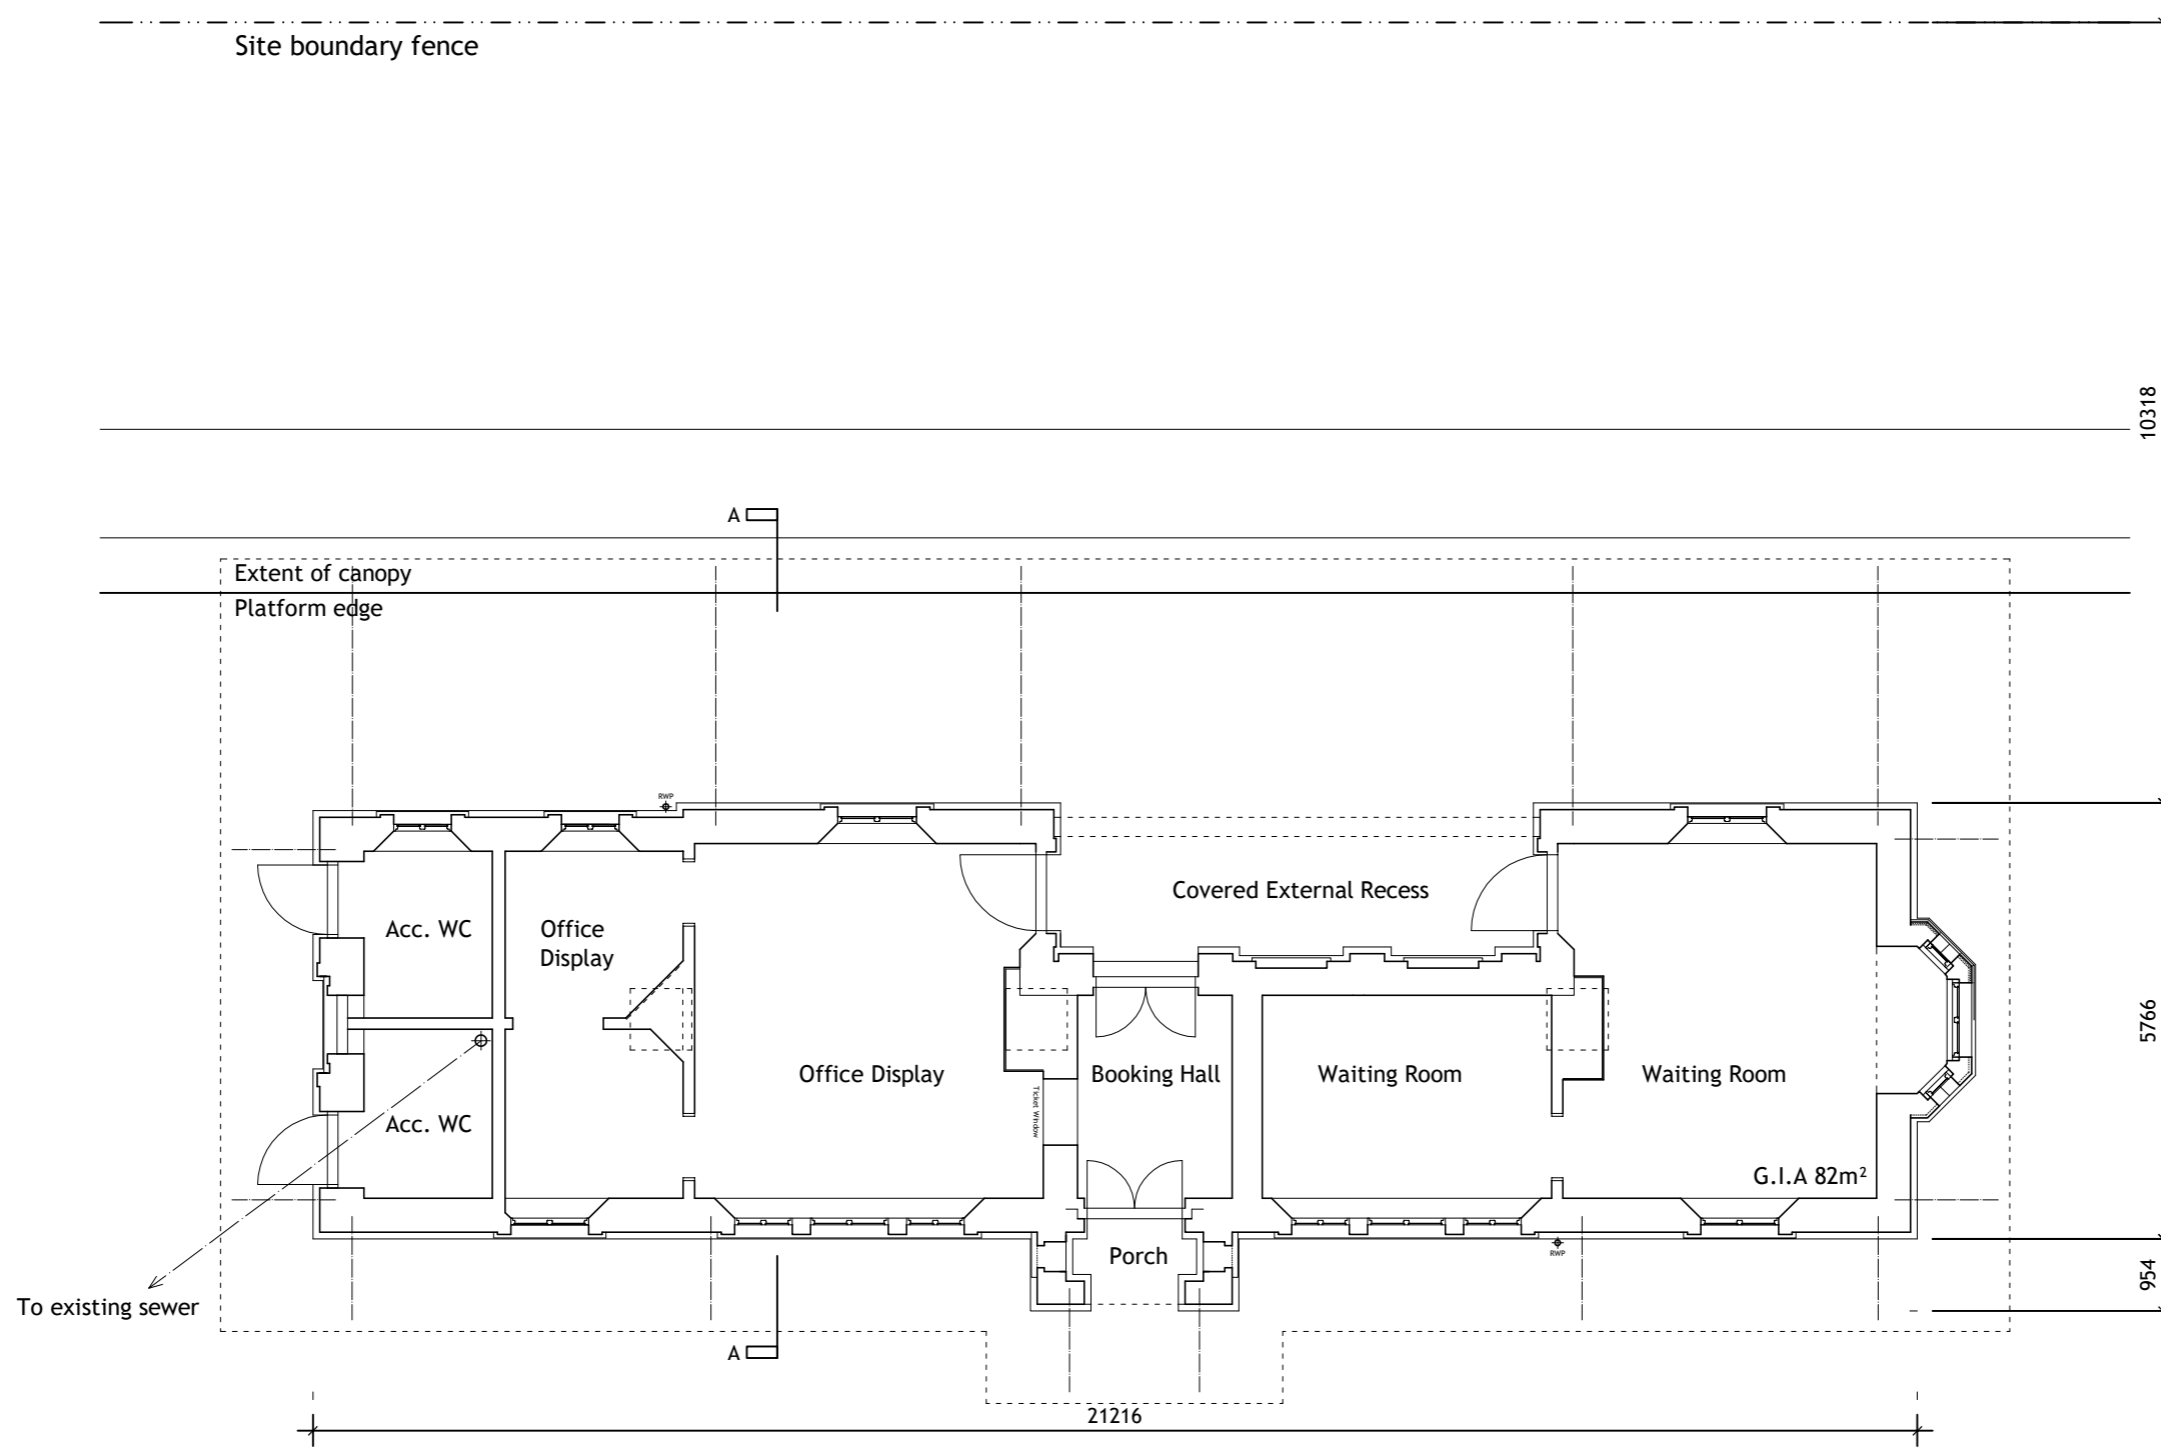 Site boundary fence
10318
A
Extent of canopy
Platform edge
RWP
Covered External Recess
Acc. WC
Office
Display
5766
Office Display
Booking Hall
Waiting Room
Waiting Room
Ticket Window
Acc. WC
G.I.A 82m²
RWP
Porch
954
To existing sewer
A
21216